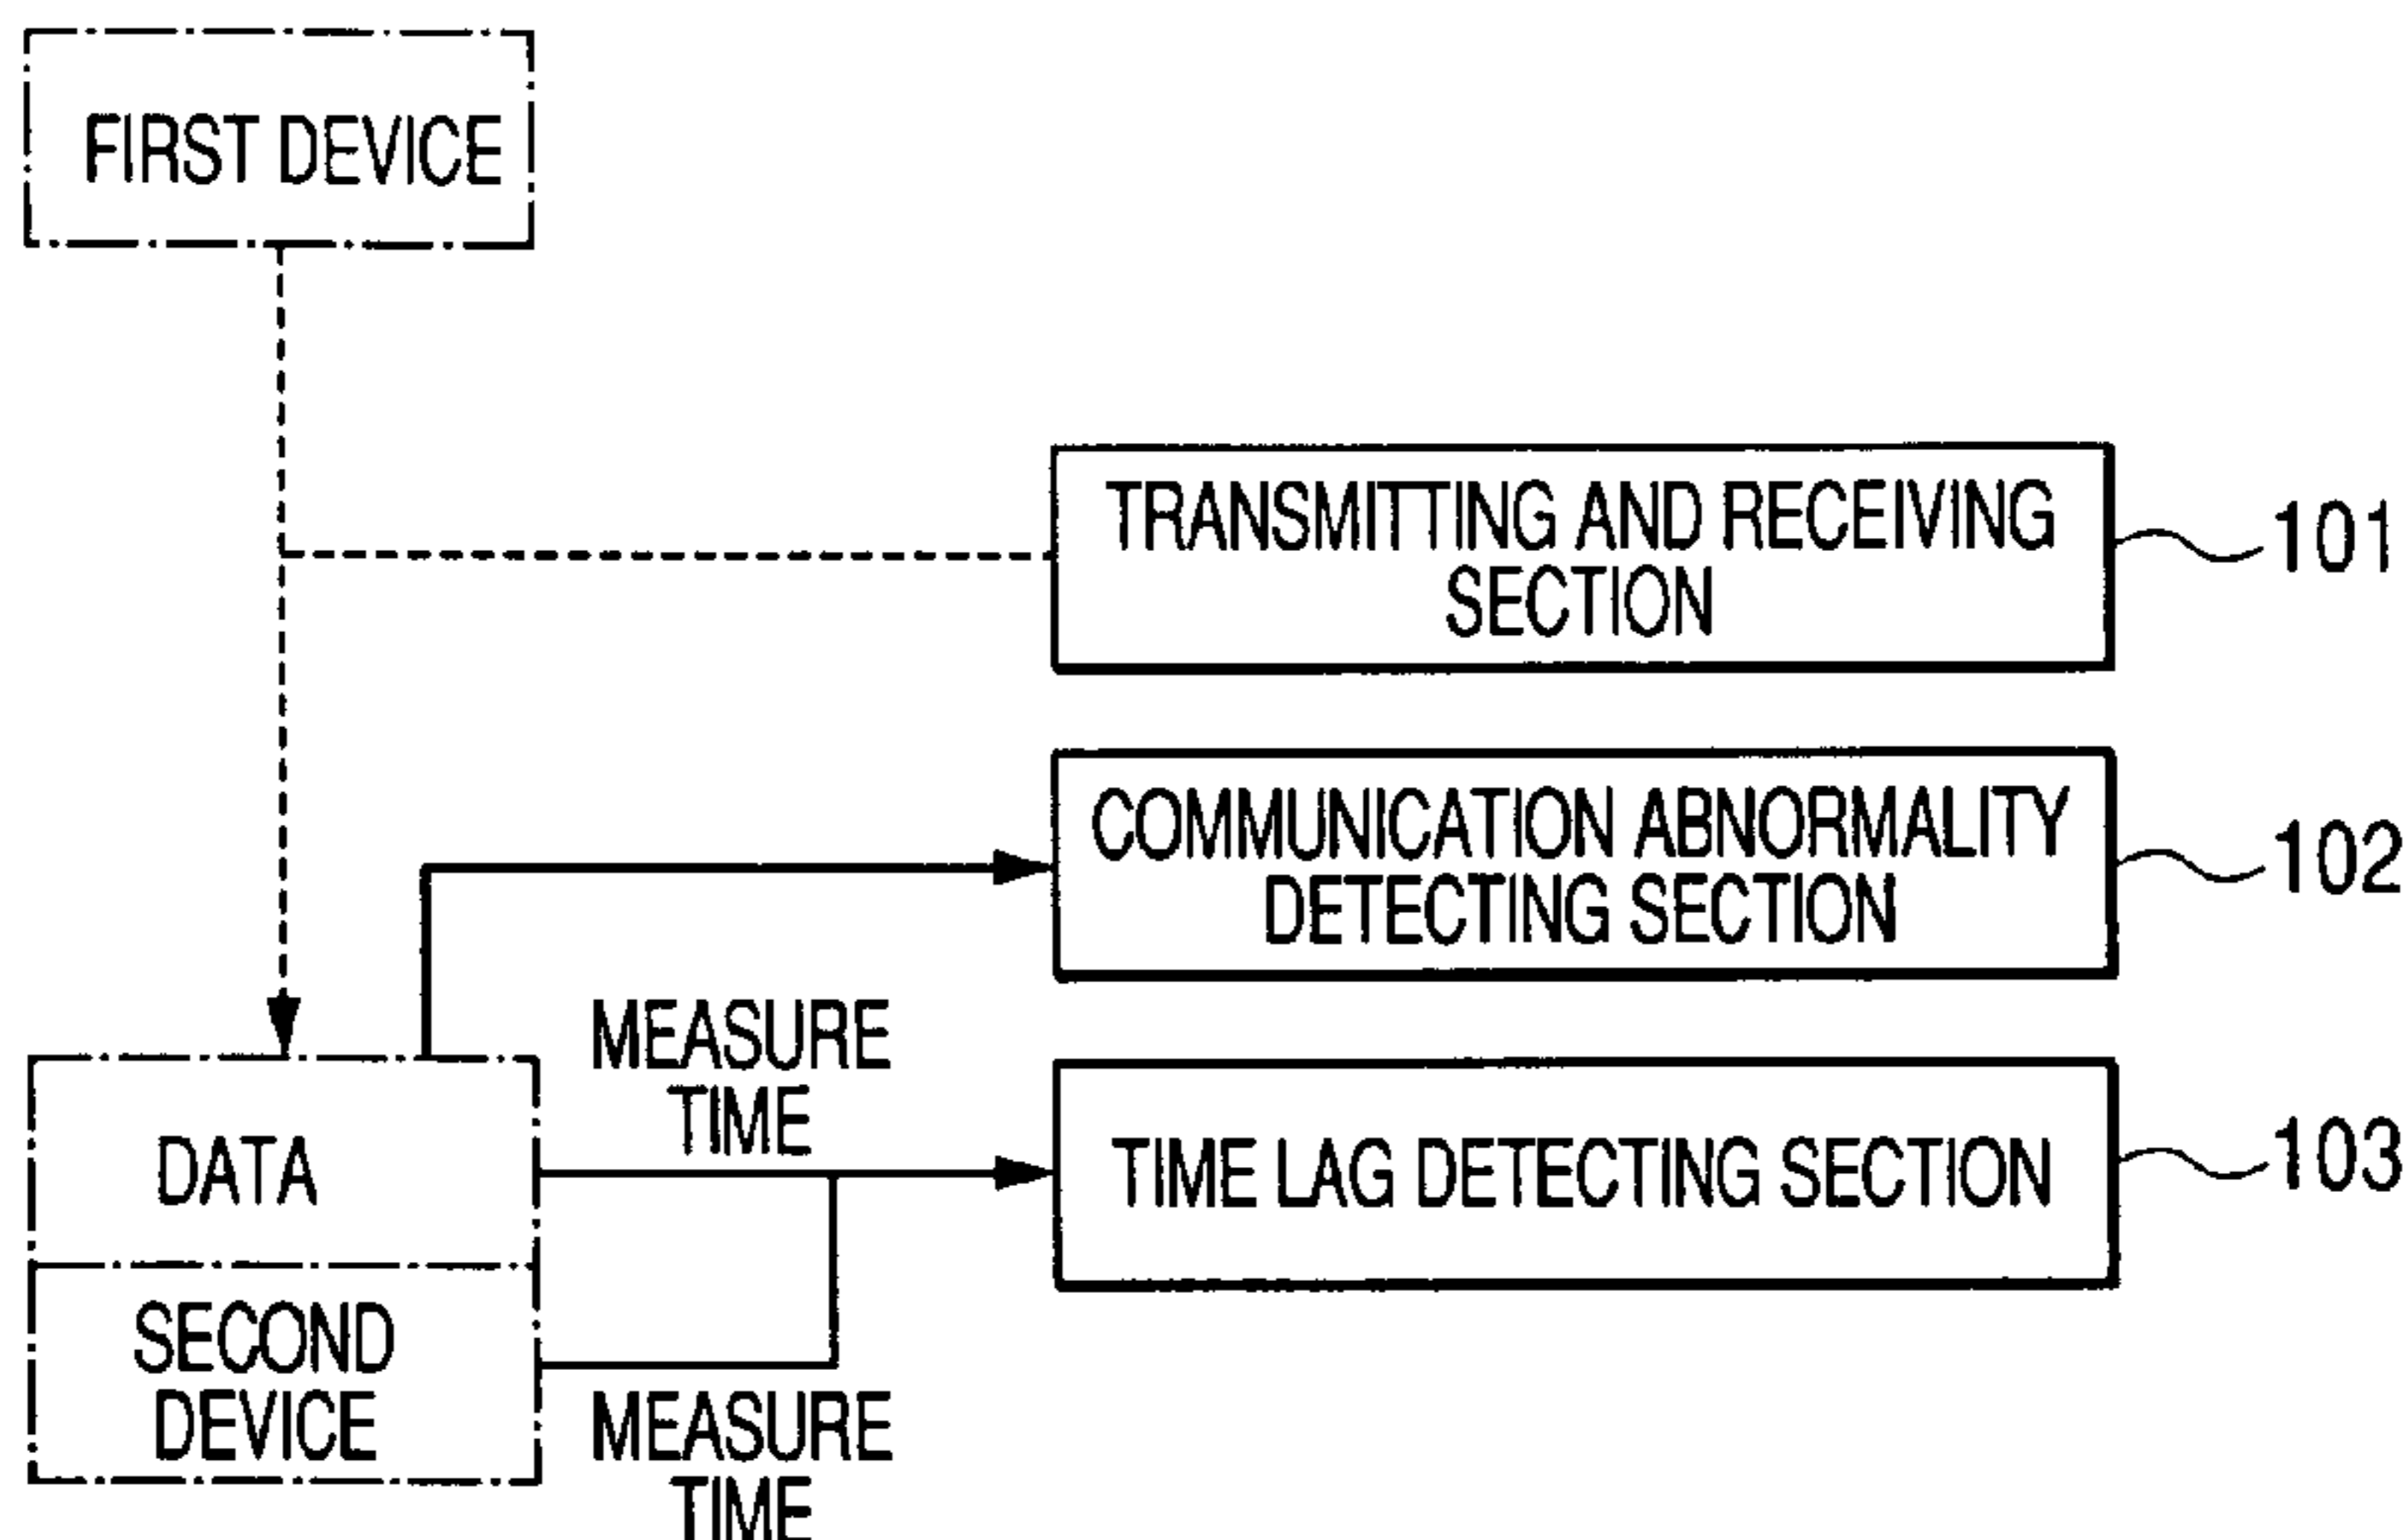 FIRST DEVICE
TRANSMITTING AND RECEIVING
SECTION
101
COMMUNICATION ABNORMALITY
DETECTING SECTION
102
MEASURE
TIME
DATA
TIME LAG DETECTING SECTION
103
SECOND
DEVICE
MEASURE
TIME